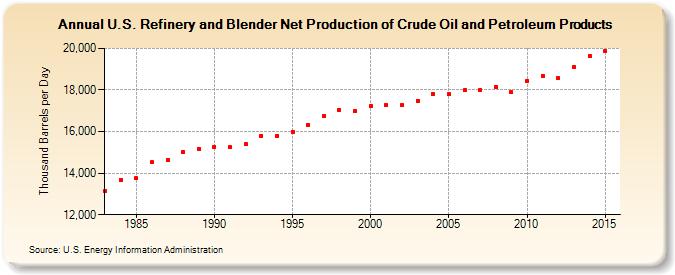 Annual U.S. Refinery and Blender Net Production of Crude Oil and Petroleum Products
Thousand Barrels per Day
20,000
18,000
16,000
14,000
12,000
1985 1990 1995 2000 2005 2010 2015
Source: U.S. Energy Information Administration